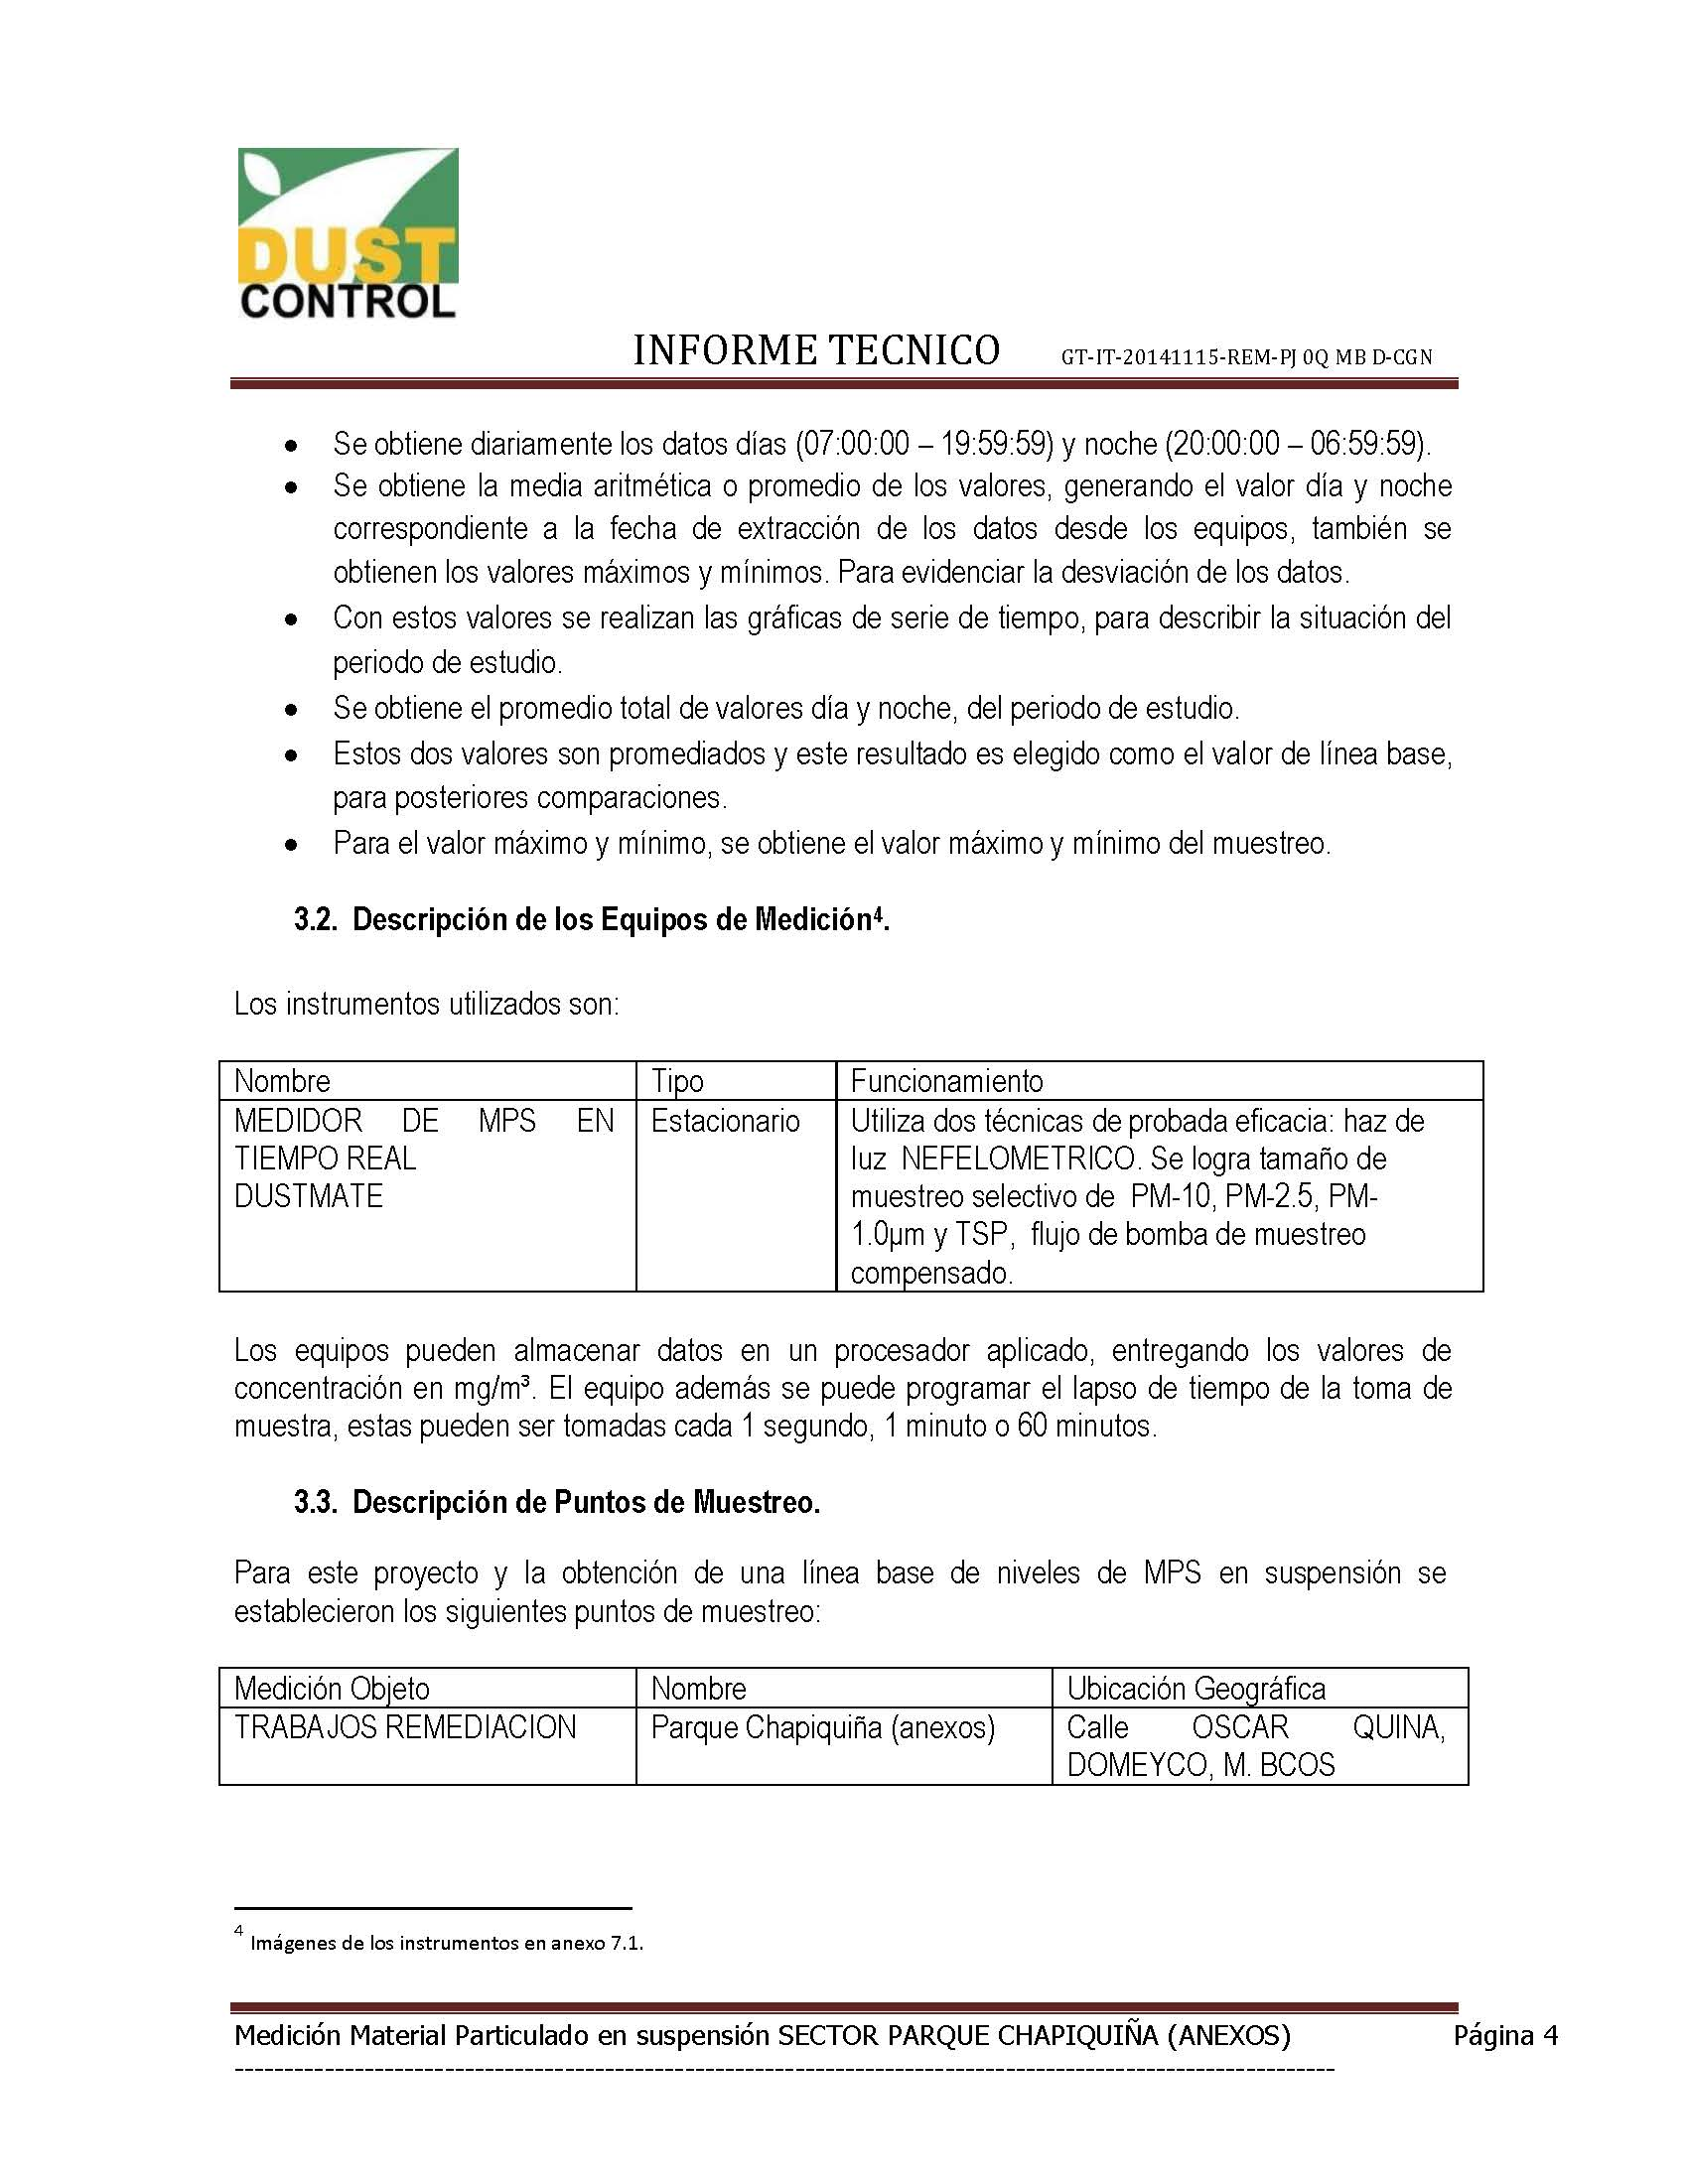 DUST
CONTROL
INFORME TECNICO GT-IT-20141115-REM-PJ 0Q MB D-CGN
• Se obtiene diariamente los datos días (07:00:00 – 19:59:59) y noche (20:00:00 – 06:59:59).
• Se obtiene la media aritmética o promedio de los valores, generando el valor día y noche
correspondiente a la fecha de extracción de los datos desde los equipos, también se
obtienen los valores máximos y mínimos. Para evidenciar la desviación de los datos.
• Con estos valores se realizan las gráficas de serie de tiempo, para describir la situación del
periodo de estudio.
• Se obtiene el promedio total de valores día y noche, del periodo de estudio.
• Estos dos valores son promediados y este resultado es elegido como el valor de línea base,
para posteriores comparaciones.
• Para el valor máximo y mínimo, se obtiene el valor máximo y mínimo del muestreo.
3.2. Descripción de los Equipos de Medición⁴.
Los instrumentos utilizados son:
Nombre Tipo Funcionamiento
MEDIDOR DE MPS EN Estacionario Utiliza dos técnicas de probada eficacia: haz de
TIEMPO REAL luz NEFELOMETRICO. Se logra tamaño de
DUSTMATE muestreo selectivo de PM-10, PM-2.5, PM-
1.0µm y TSP, flujo de bomba de muestreo
compensado.
Los equipos pueden almacenar datos en un procesador aplicado, entregando los valores de
concentración en mg/m³. El equipo además se puede programar el lapso de tiempo de la toma de
muestra, estas pueden ser tomadas cada 1 segundo, 1 minuto o 60 minutos.
3.3. Descripción de Puntos de Muestreo.
Para este proyecto y la obtención de una línea base de niveles de MPS en suspensión se
establecieron los siguientes puntos de muestreo:
Medición Objeto Nombre Ubicación Geográfica
TRABAJOS REMEDIACION Parque Chapiquiña (anexos) Calle OSCAR QUINA,
DOMEYCO, M. BCOS
⁴ Imágenes de los instrumentos en anexo 7.1.
Medición Material Particulado en suspensión SECTOR PARQUE CHAPIQUIÑA (ANEXOS) Página 4
--------------------------------------------------------------------------------------------------------------